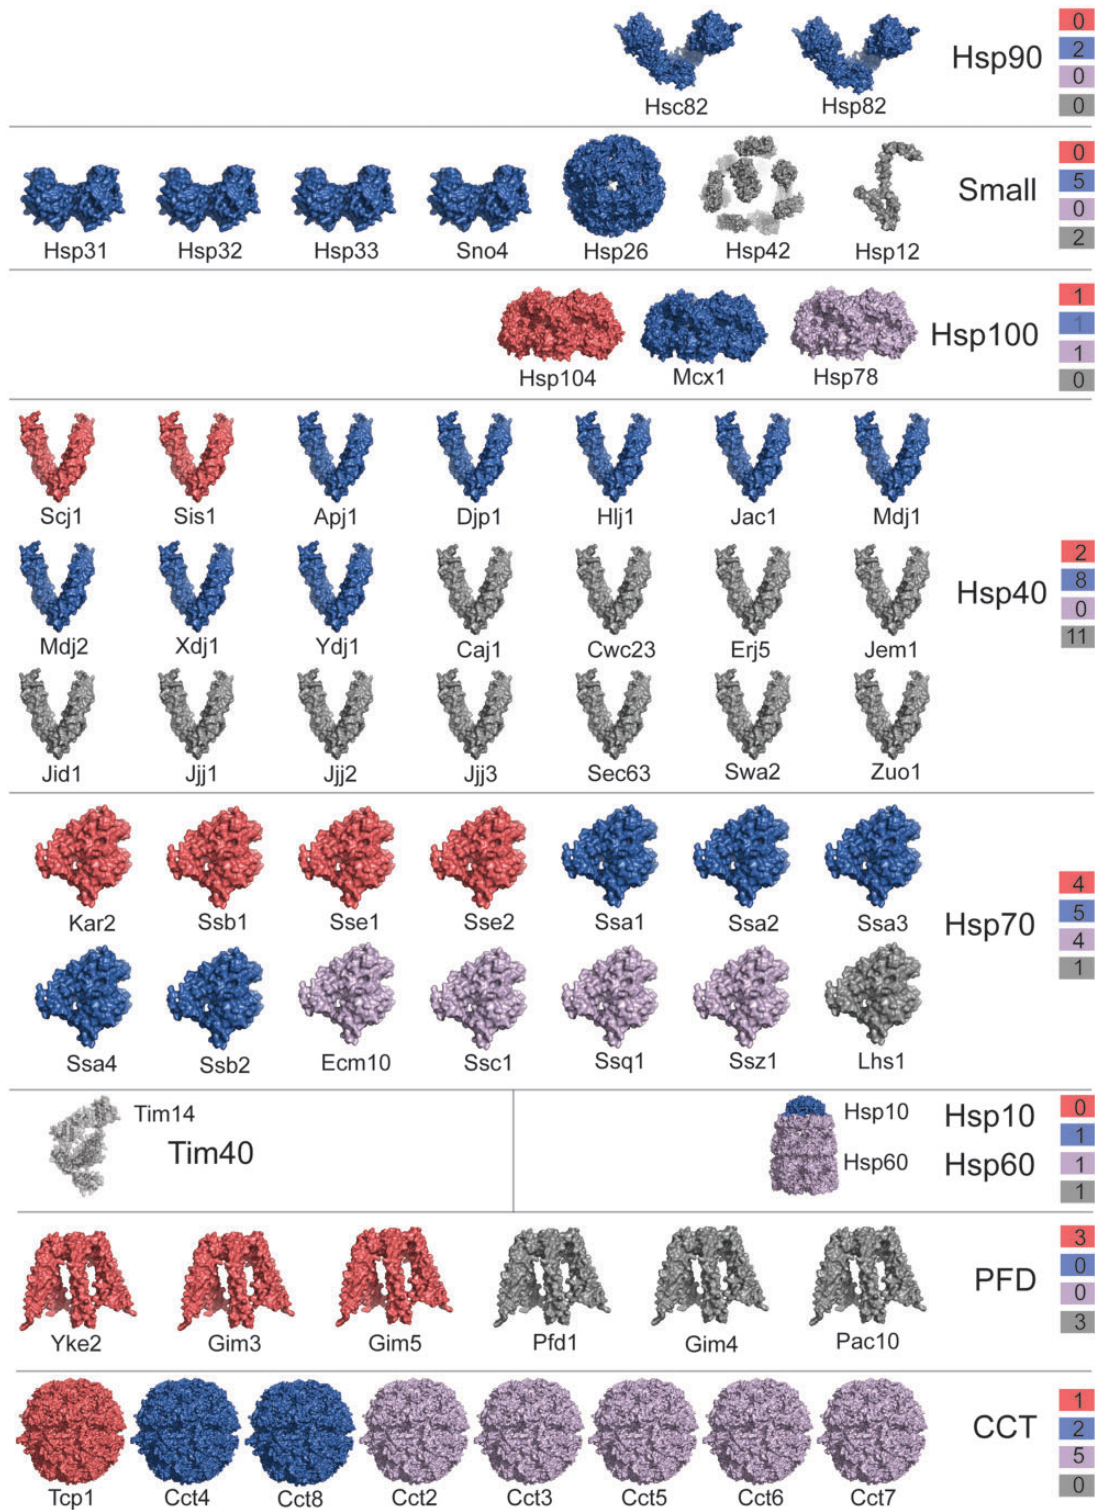 0
Hsp90
2
0
Hsc82 Hsp82
0
0
Small
5
0
Hsp31 Hsp32 Hsp33 Sno4 Hsp26 Hsp42 Hsp12
2
1
Hsp100
1
1
Hsp104 Mcx1 Hsp78
0
Scj1 Sis1 Apj1 Djp1 Hlj1 Jac1 Mdj1
2
Hsp40
8
0
11
Mdj2 Xdj1 Ydj1 Caj1 Cwc23 Erj5 Jem1
Jid1 Jjj1 Jjj2 Jjj3 Sec63 Swa2 Zuo1
Kar2 Ssb1 Sse1 Sse2 Ssa1 Ssa2 Ssa3
Hsp70
4
5
4
1
Ssa4 Ssb2 Ecm10 Ssc1 Ssq1 Ssz1 Lhs1
Tim14
Tim40
Hsp10
Hsp60
Hsp10
Hsp60
0
1
1
1
3
PFD
0
0
3
Yke2 Gim3 Gim5 Pfd1 Gim4 Pac10
1
CCT
2
5
0
Tcp1 Cct4 Cct8 Cct2 Cct3 Cct5 Cct6 Cct7